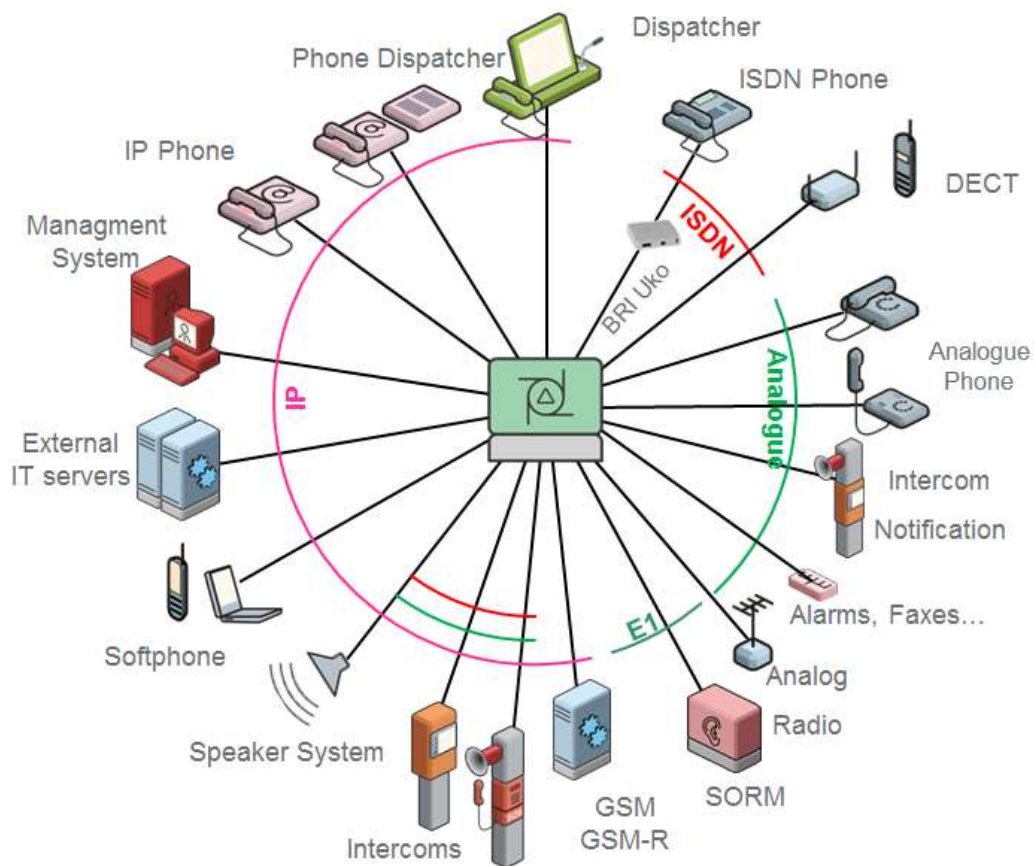 Dispatcher
Phone Dispatcher
ISDN Phone
IP Phone
DECT
Managment
System
ISDN
BRI Uko
Analogue
Phone
IP
Analogue
External
IT servers
Intercom
Notification
Alarms, Faxes...
E1
Softphone
Analog
Radio
Speaker System
SORM
GSM
GSM-R
Intercoms